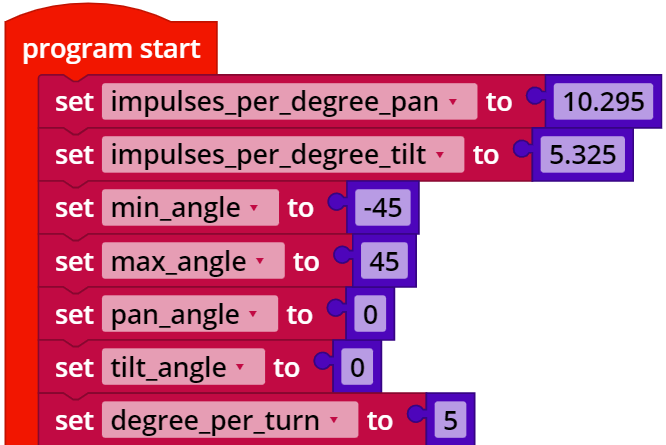 program start
set impulses_per_degree_pan to 10.295
set impulses_per_degree_tilt to 5.325
set min_angle to -45
set max_angle to 45
set pan_angle to 0
set tilt_angle to 0
set degree_per_turn to 5